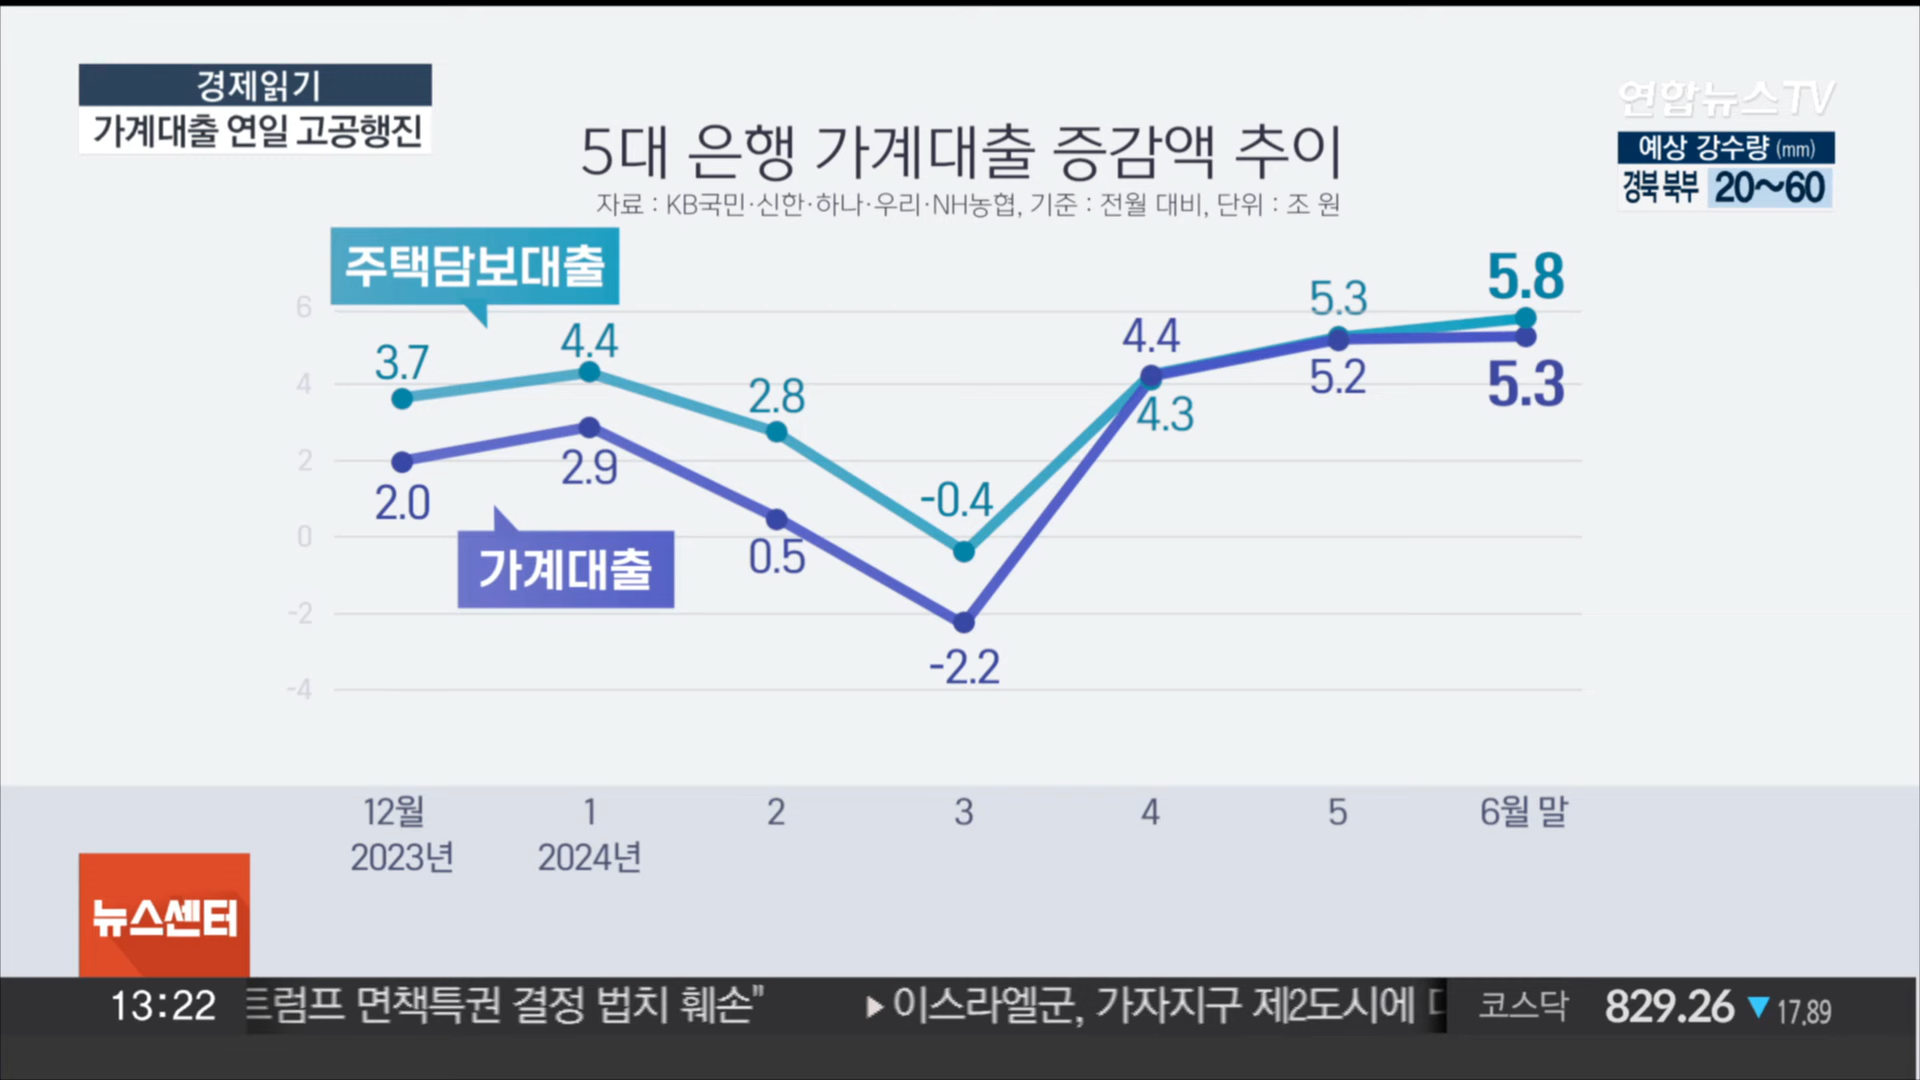 경제읽기
가계대출 연일 고공행진
연합뉴스TV
예상 강수량 (mm)
경북 북부 20~60
5대 은행 가계대출 증감액 추이
자료 : KB국민·신한·하나·우리·NH농협, 기준 : 전월 대비, 단위 : 조 원
주택담보대출
가계대출
6
4
2
0
-2
-4
3.7
4.4
2.8
-0.4
4.3
5.3
5.8
2.0
2.9
0.5
-2.2
4.4
5.2
5.3
12월 1 2 3 4 5 6월 말
2023년 2024년
뉴스센터
13:22 트럼프 면책특권 결정 법치 훼손" ▶이스라엘군, 가자지구 제2도시에 코스닥 829.26 ▼17.89